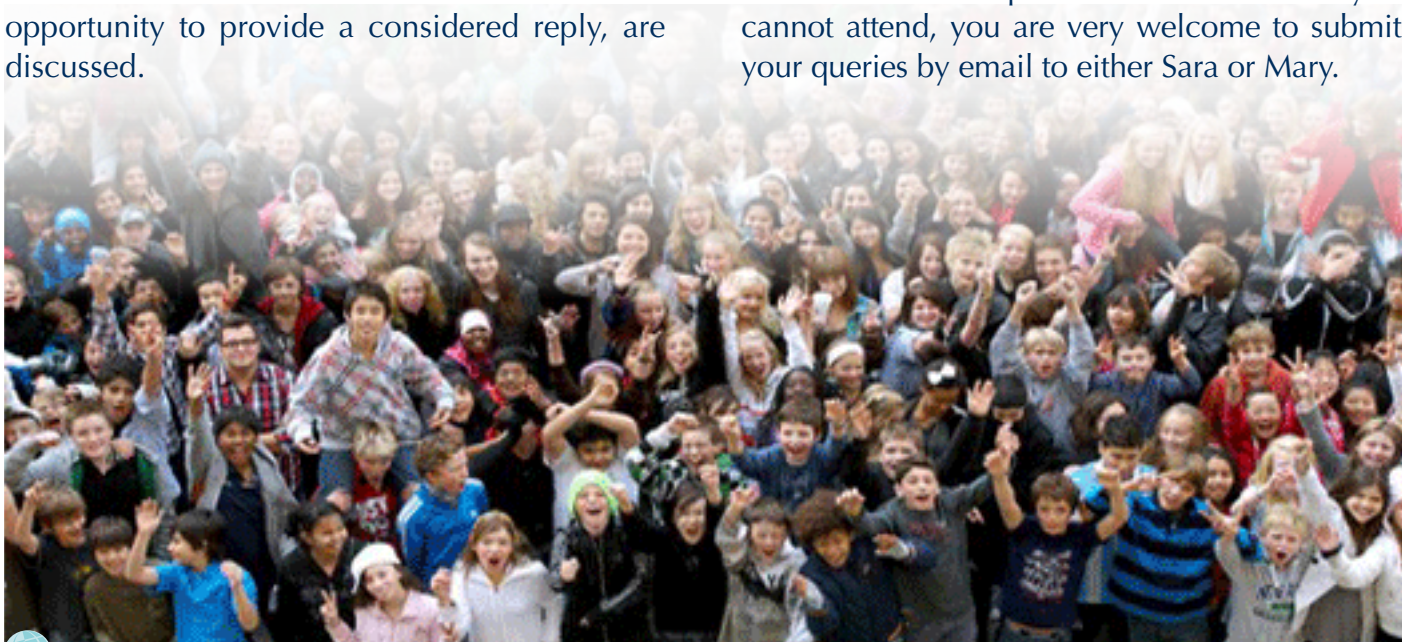 opportunity to provide a considered reply, are
discussed.
cannot attend, you are very welcome to submit
your queries by email to either Sara or Mary.